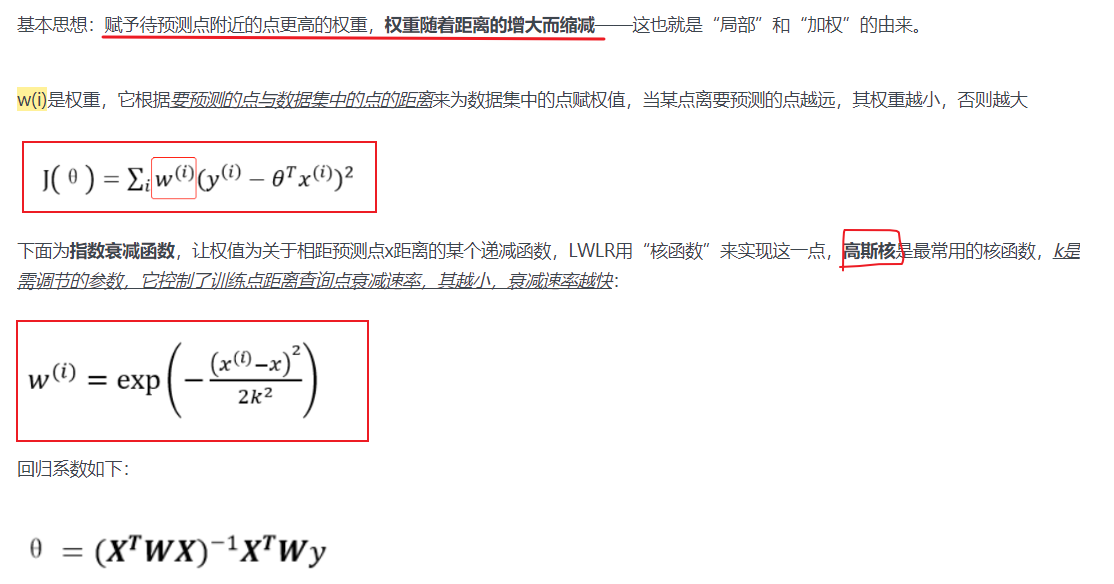 基本思想：赋予待预测点附近的点更高的权重，权重随着距离的增大而缩减——这也就是“局部”和“加权”的由来。
w(i)是权重，它根据要预测的点与数据集中的点的距离来为数据集中的点赋权值，当某点离要预测的点越远，其权重越小，否则越大
J(θ) = ∑ᵢ w⁽ⁱ⁾(y⁽ⁱ⁾ − θᵀx⁽ⁱ⁾)²
下面为指数衰减函数，让权值为关于相距预测点x距离的某个递减函数，LWLR用“核函数”来实现这一点，高斯核是最常用的核函数，k是
需调节的参数，它控制了训练点距离查询点衰减速率，其越小，衰减速率越快：
w⁽ⁱ⁾ = exp(−(x⁽ⁱ⁾−x)²/2k²)
回归系数如下：
θ = (XᵀWX)⁻¹XᵀWy